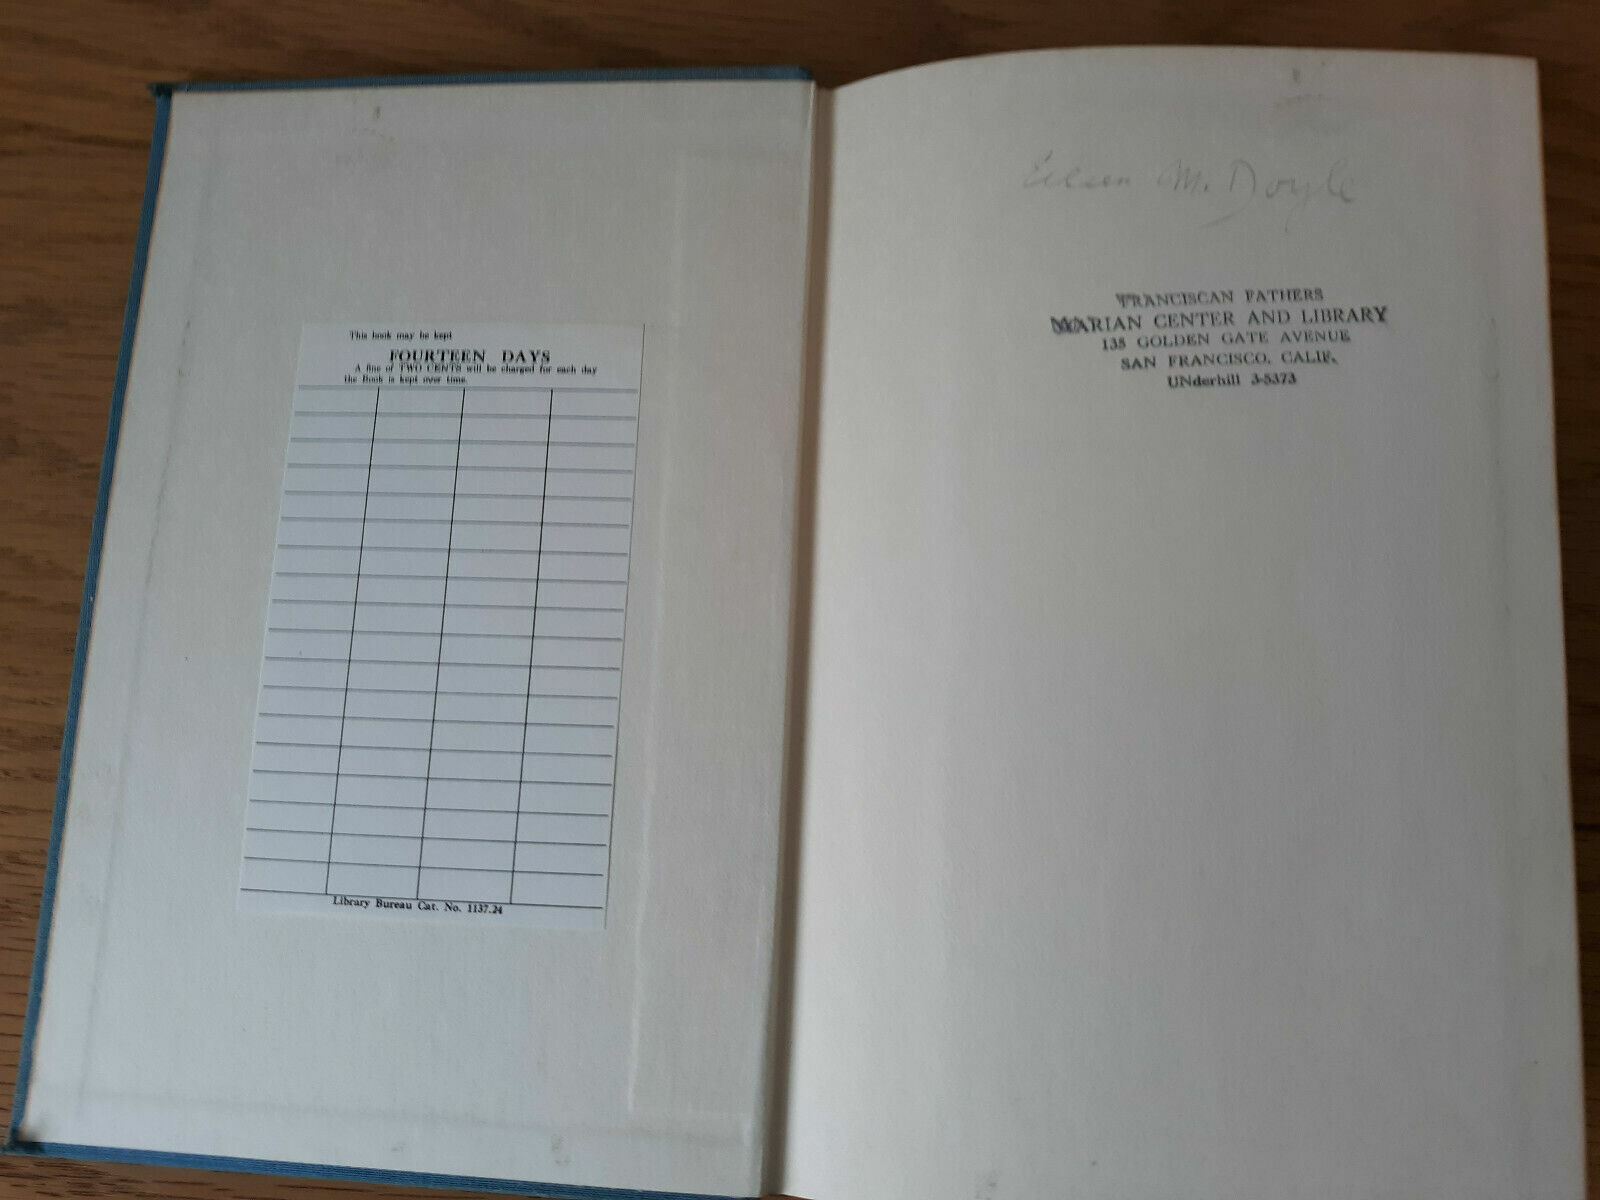 This book may be kept
FOURTEEN DAYS
A fine of TWO CENTS will be charged for each day
the Book is kept over time.
Library Bureau Cat. No. 1137.24
Eileen M. Doyle
FRANCISCAN FATHERS
MARIAN CENTER AND LIBRARY
135 GOLDEN GATE AVENUE
SAN FRANCISCO, CALIF.
UNderhill 3-5373